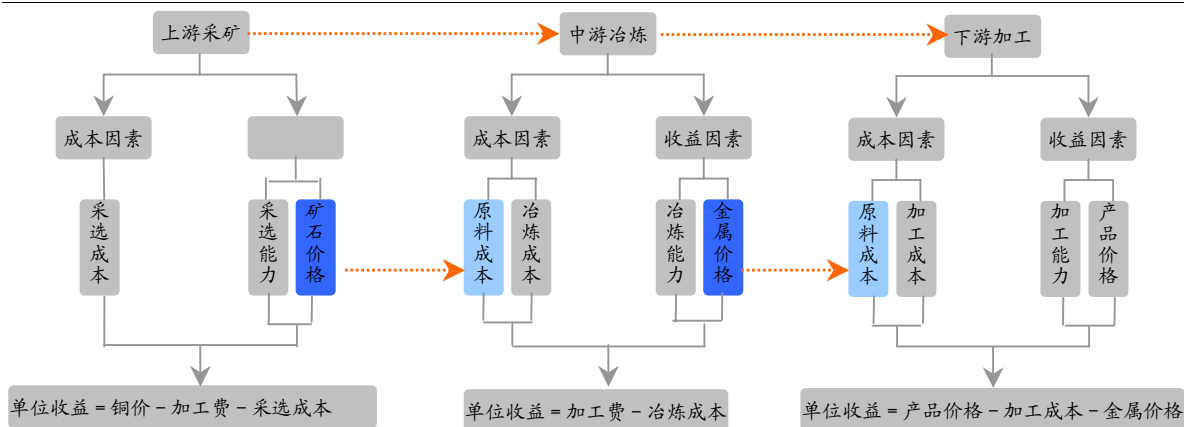 上游采矿
中游冶炼
下游加工
成本因素
成本因素
收益因素
成本因素
收益因素
采选成本
采选能力
矿石价格
原料成本
冶炼成本
冶炼能力
金属价格
原料成本
加工成本
加工能力
产品价格
单位收益=铜价-加工费-采选成本
单位收益=加工费-冶炼成本
单位收益=产品价格-加工成本-金属价格